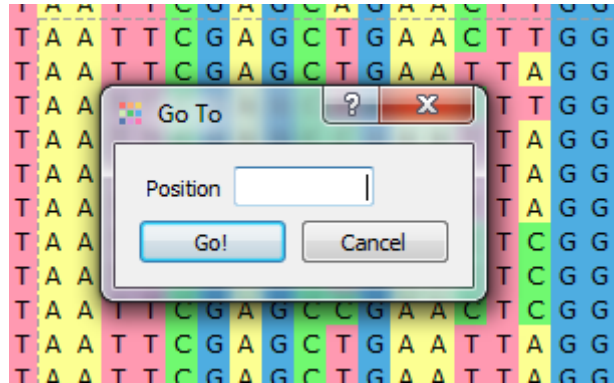 T A A T T C G A G C A G A A C T T G G
T A A T T C G A G C T G A A C T T G G
T A A T T C G A G C T G A A T T A G G
T A A Go To ? X T T G G
T A A T A G G
T A A T A G G
Position
T A A T A G G
T A A Go! Cancel T C G G
T A A T C G G
T A A T T C G A G C C G A A C T C G G
T A A T T C G A G C T G A A T T A G G
T A A T T C G A G C T G A A T T A G G